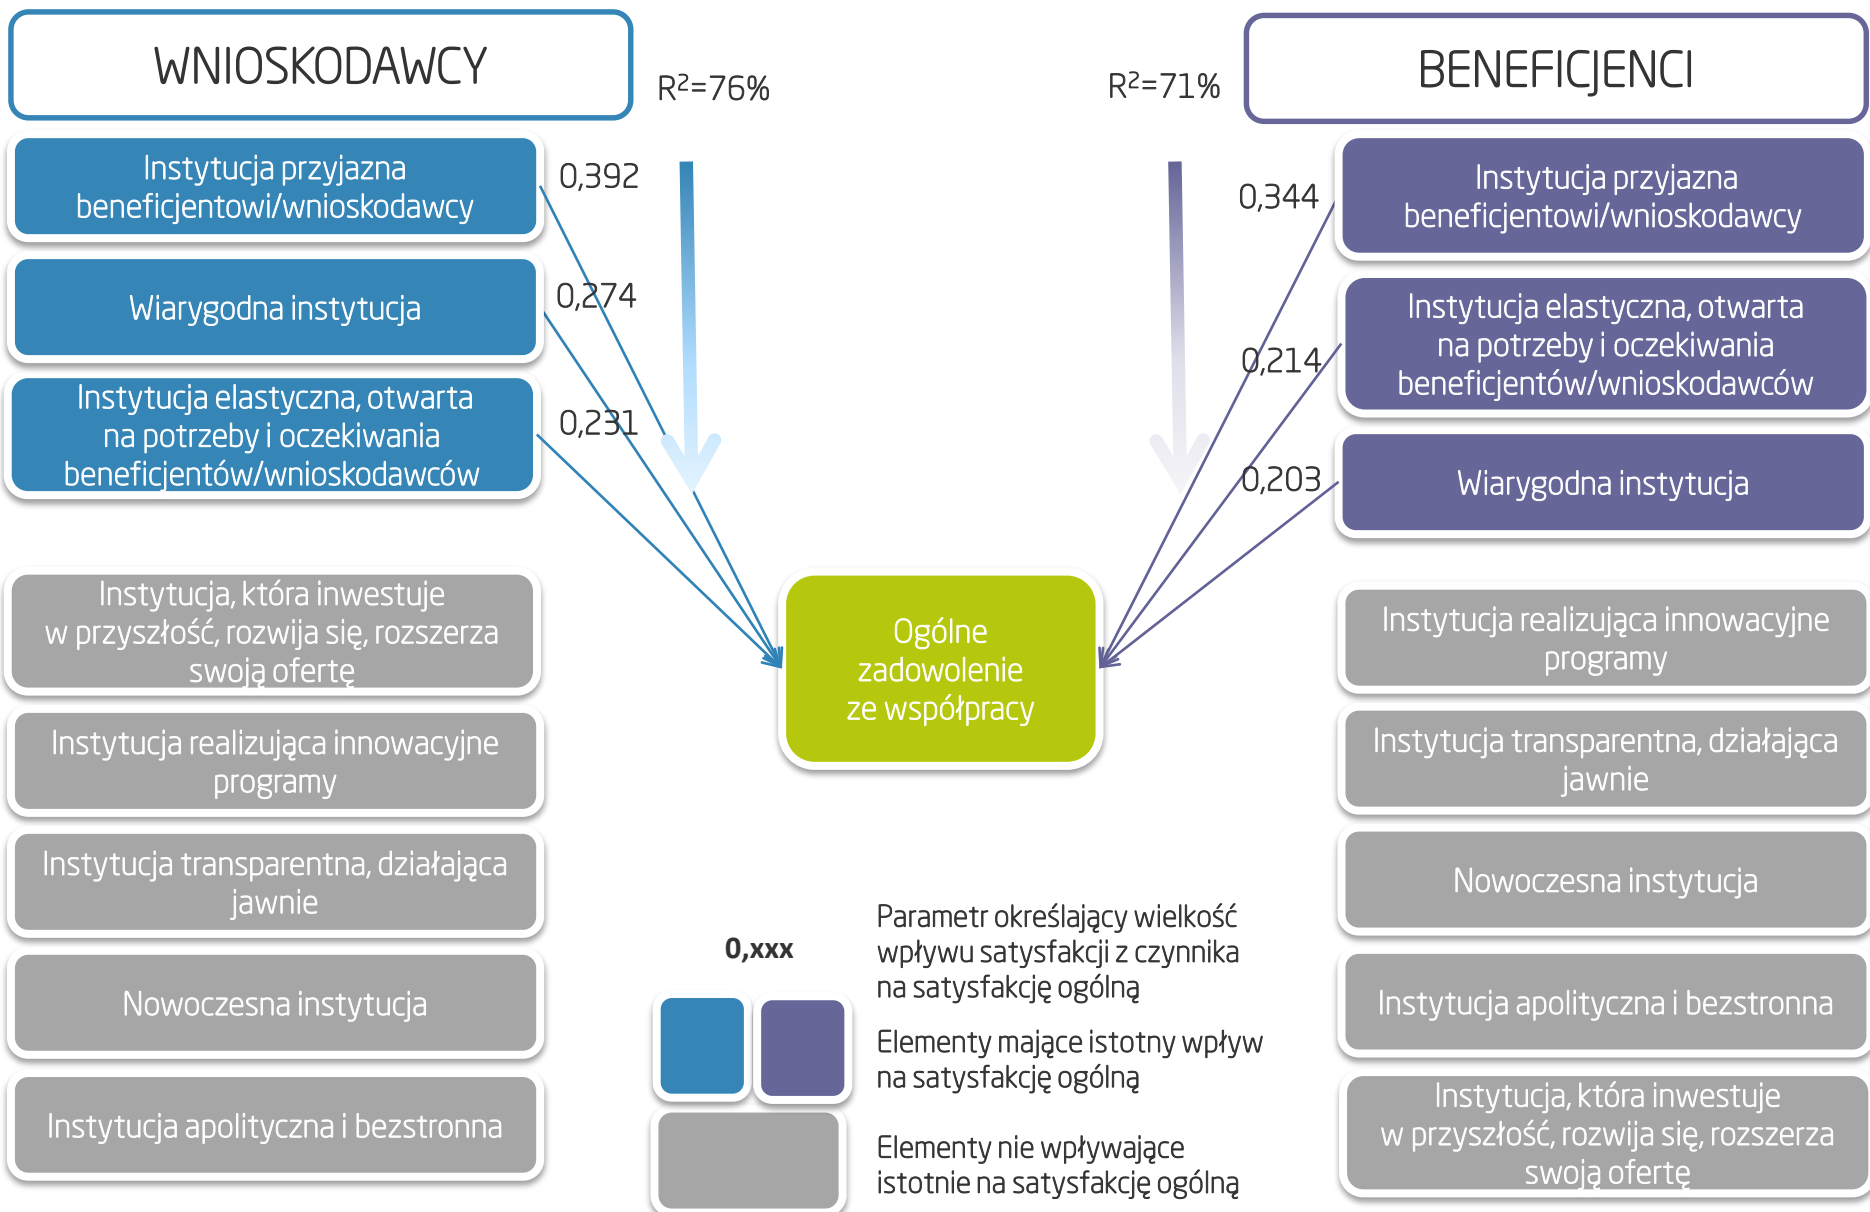 WNIOSKODAWCY
R²=76%
Instytucja przyjazna
beneficjentowi/wnioskodawcy
0,392
Wiarygodna instytucja
0,274
Instytucja elastyczna, otwarta
na potrzeby i oczekiwania
beneficjentów/wnioskodawców
0,231
Instytucja, która inwestuje
w przyszłość, rozwija się, rozszerza
swoją ofertę
Instytucja realizująca innowacyjne
programy
Instytucja transparentna, działająca
jawnie
Nowoczesna instytucja
Instytucja apolityczna i bezstronna
Ogólne
zadowolenie
ze współpracy
0,xxx
Parametr określający wielkość
wpływu satysfakcji z czynnika
na satysfakcję ogólną
Elementy mające istotny wpływ
na satysfakcję ogólną
Elementy nie wpływające
istotnie na satysfakcję ogólną
R²=71%
BENEFICJENCI
0,344
Instytucja przyjazna
beneficjentowi/wnioskodawcy
0,214
Instytucja elastyczna, otwarta
na potrzeby i oczekiwania
beneficjentów/wnioskodawców
0,203
Wiarygodna instytucja
Instytucja realizująca innowacyjne
programy
Instytucja transparentna, działająca
jawnie
Nowoczesna instytucja
Instytucja apolityczna i bezstronna
Instytucja, która inwestuje
w przyszłość, rozwija się, rozszerza
swoją ofertę